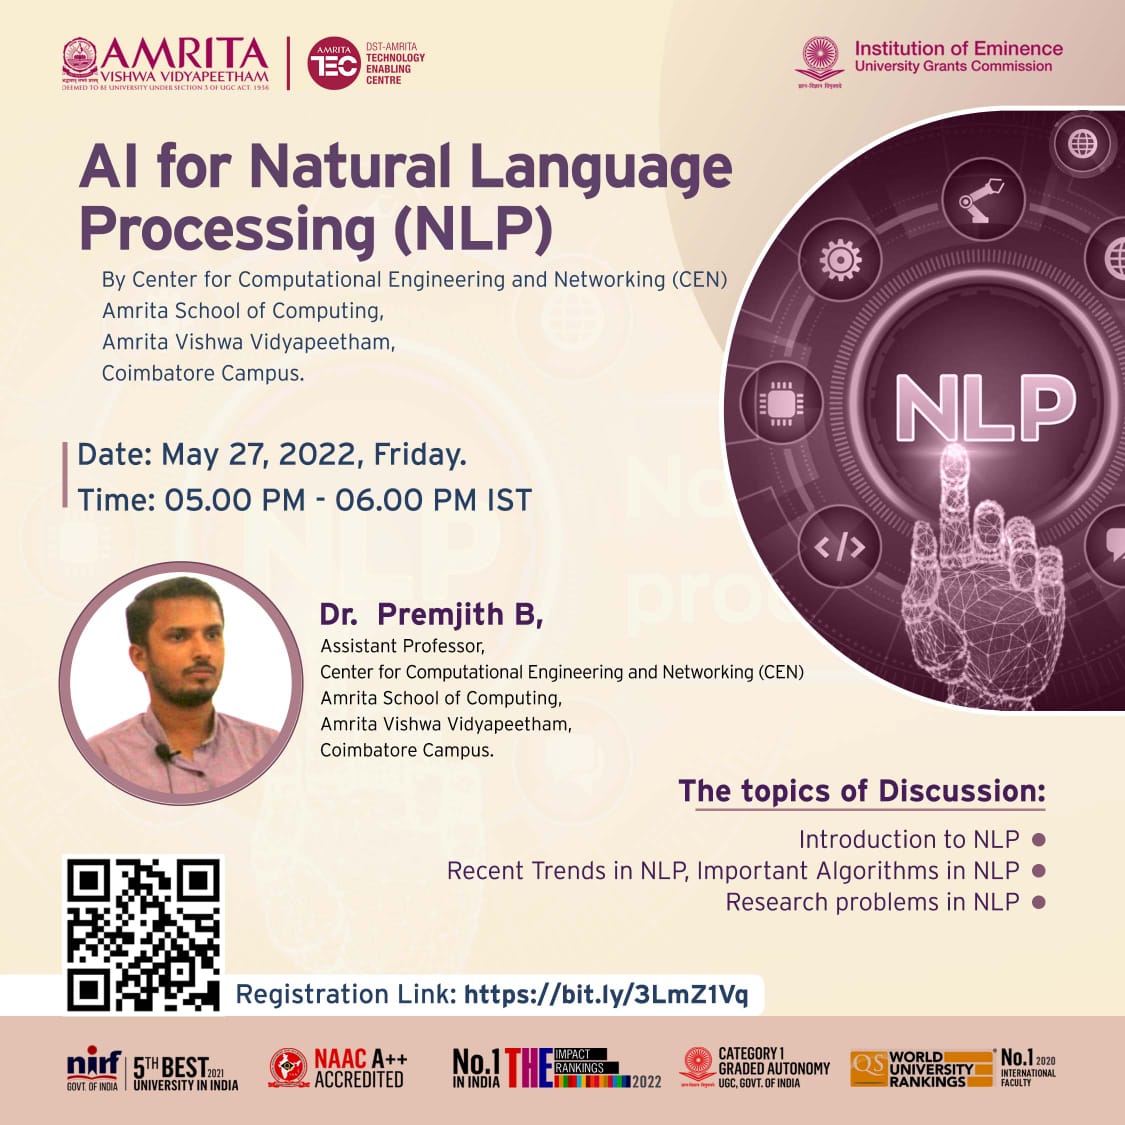 AMRITA
VISHWA VIDYAPEETHAM
DEEMED TO BE UNIVERSITY UNDER SECTION 3 OF UGC ACT, 1956
AMRITA
TEC
DST-AMRITA
TECHNOLOGY
ENABLING
CENTRE
Institution of Eminence
University Grants Commission
ज्ञान-विज्ञान विमुक्तये
AI for Natural Language
Processing (NLP)
By Center for Computational Engineering and Networking (CEN)
Amrita School of Computing,
Amrita Vishwa Vidyapeetham,
Coimbatore Campus.
NLP
</>
Date: May 27, 2022, Friday.
Time: 05.00 PM - 06.00 PM IST
NLP
No
proc
Dr. Premjith B,
Assistant Professor,
Center for Computational Engineering and Networking (CEN)
Amrita School of Computing,
Amrita Vishwa Vidyapeetham,
Coimbatore Campus.
The topics of Discussion:
Introduction to NLP
Recent Trends in NLP, Important Algorithms in NLP
Research problems in NLP
Registration Link: https://bit.ly/3LmZ1Vq
nirf
GOVT. OF INDIA
5TH BEST 2021
UNIVERSITY IN INDIA
NAAC A++
ACCREDITED
No.1
IN INDIA
THE
IMPACT
RANKINGS
2022
CATEGORY 1
GRADED AUTONOMY
UGC, GOVT. OF INDIA
QS
WORLD
UNIVERSITY
RANKINGS
No.1 2020
INTERNATIONAL
FACULTY